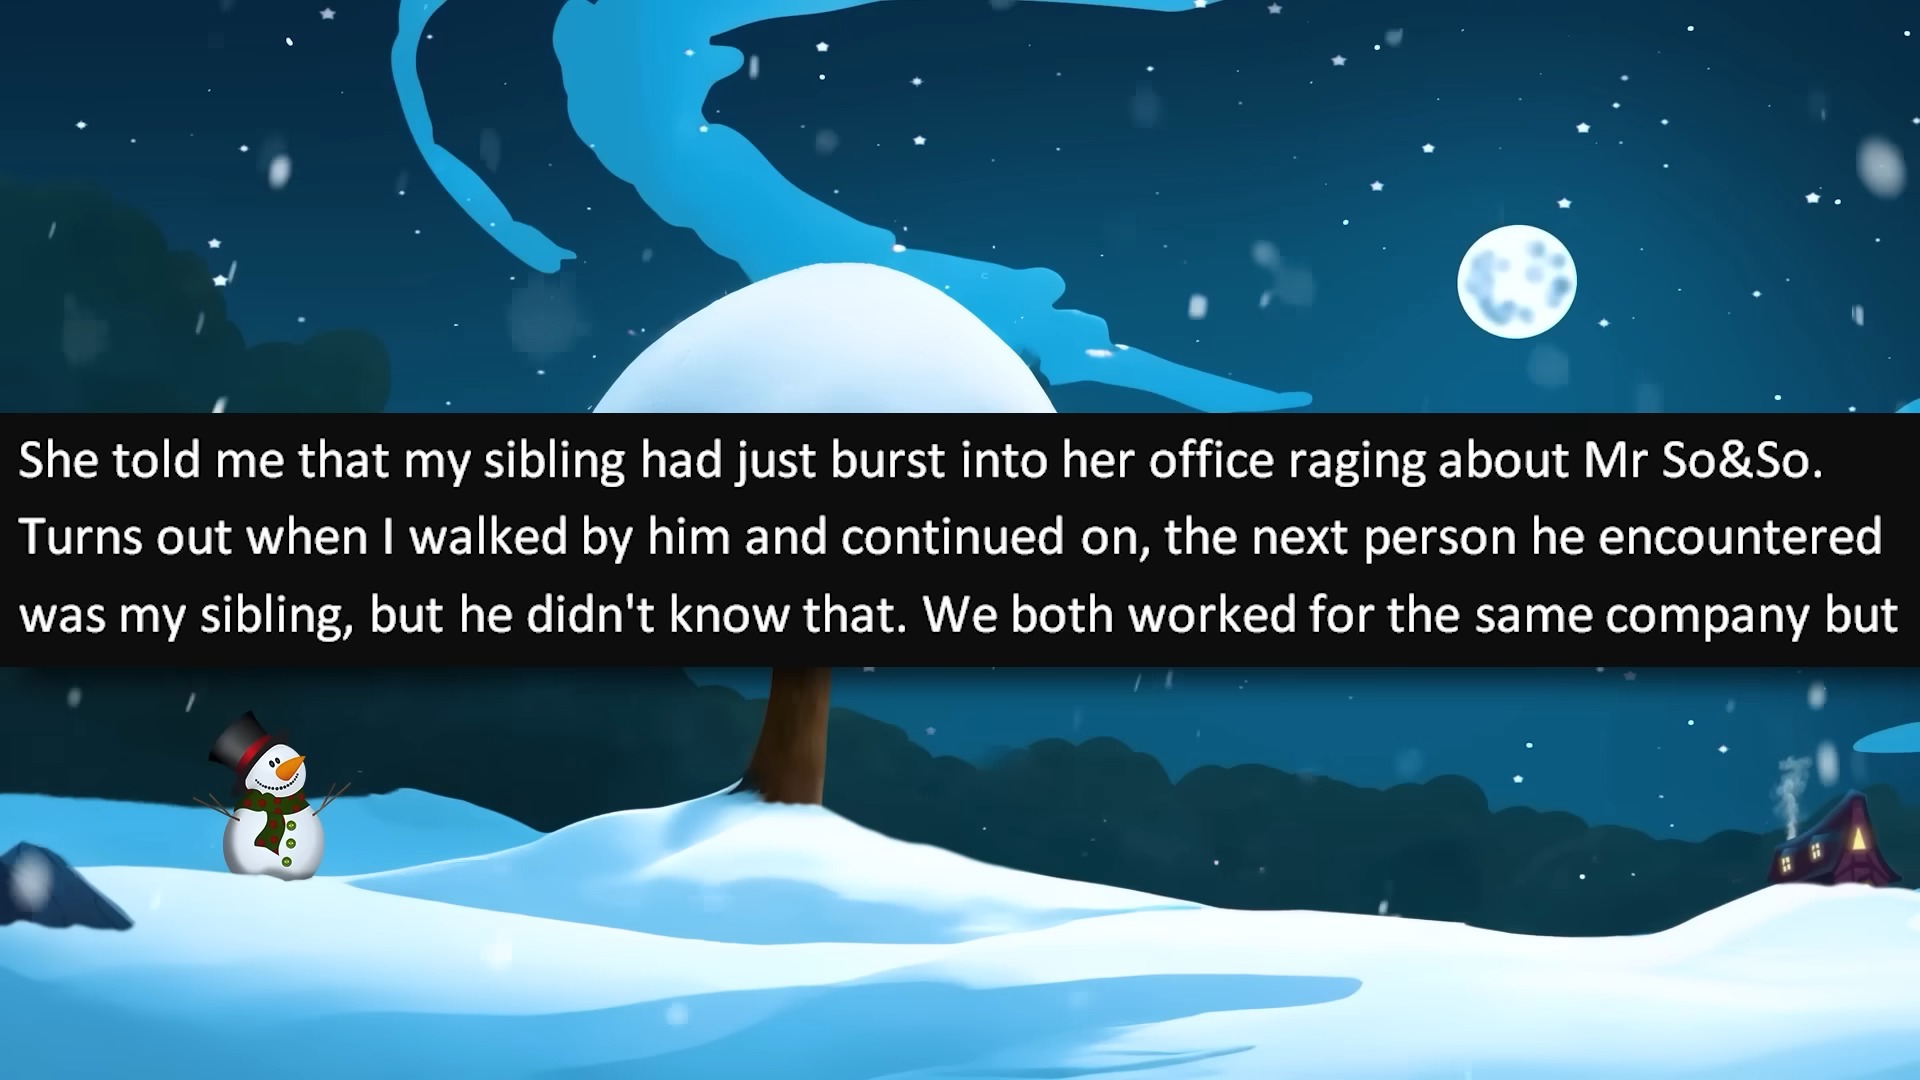 She told me that my sibling had just burst into her office raging about Mr So&So.
Turns out when I walked by him and continued on, the next person he encountered
was my sibling, but he didn't know that. We both worked for the same company but